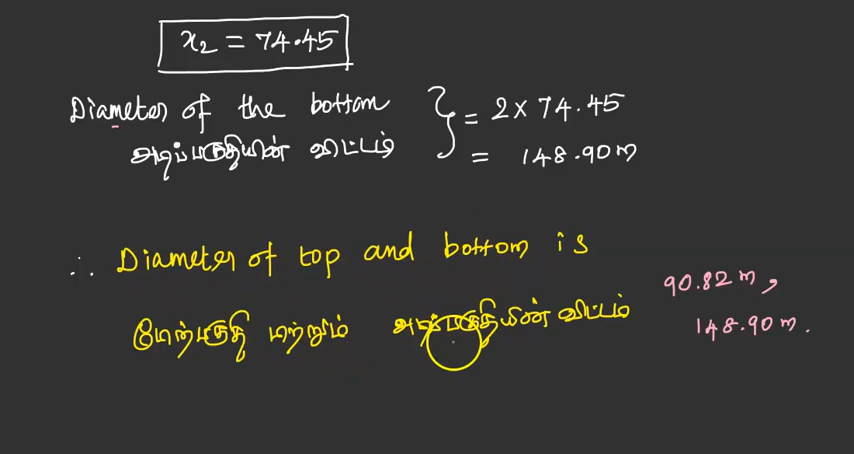 x₂ = 74.45
Diameter of the bottom } = 2 × 74.45
அடிப்பகுதியின் விட்டம் = 148.90 m
∴ Diameter of top and bottom is
90.82 m,
மேற்பகுதி மற்றும் அடிப்பகுதியின் விட்டம்
148.90 m.